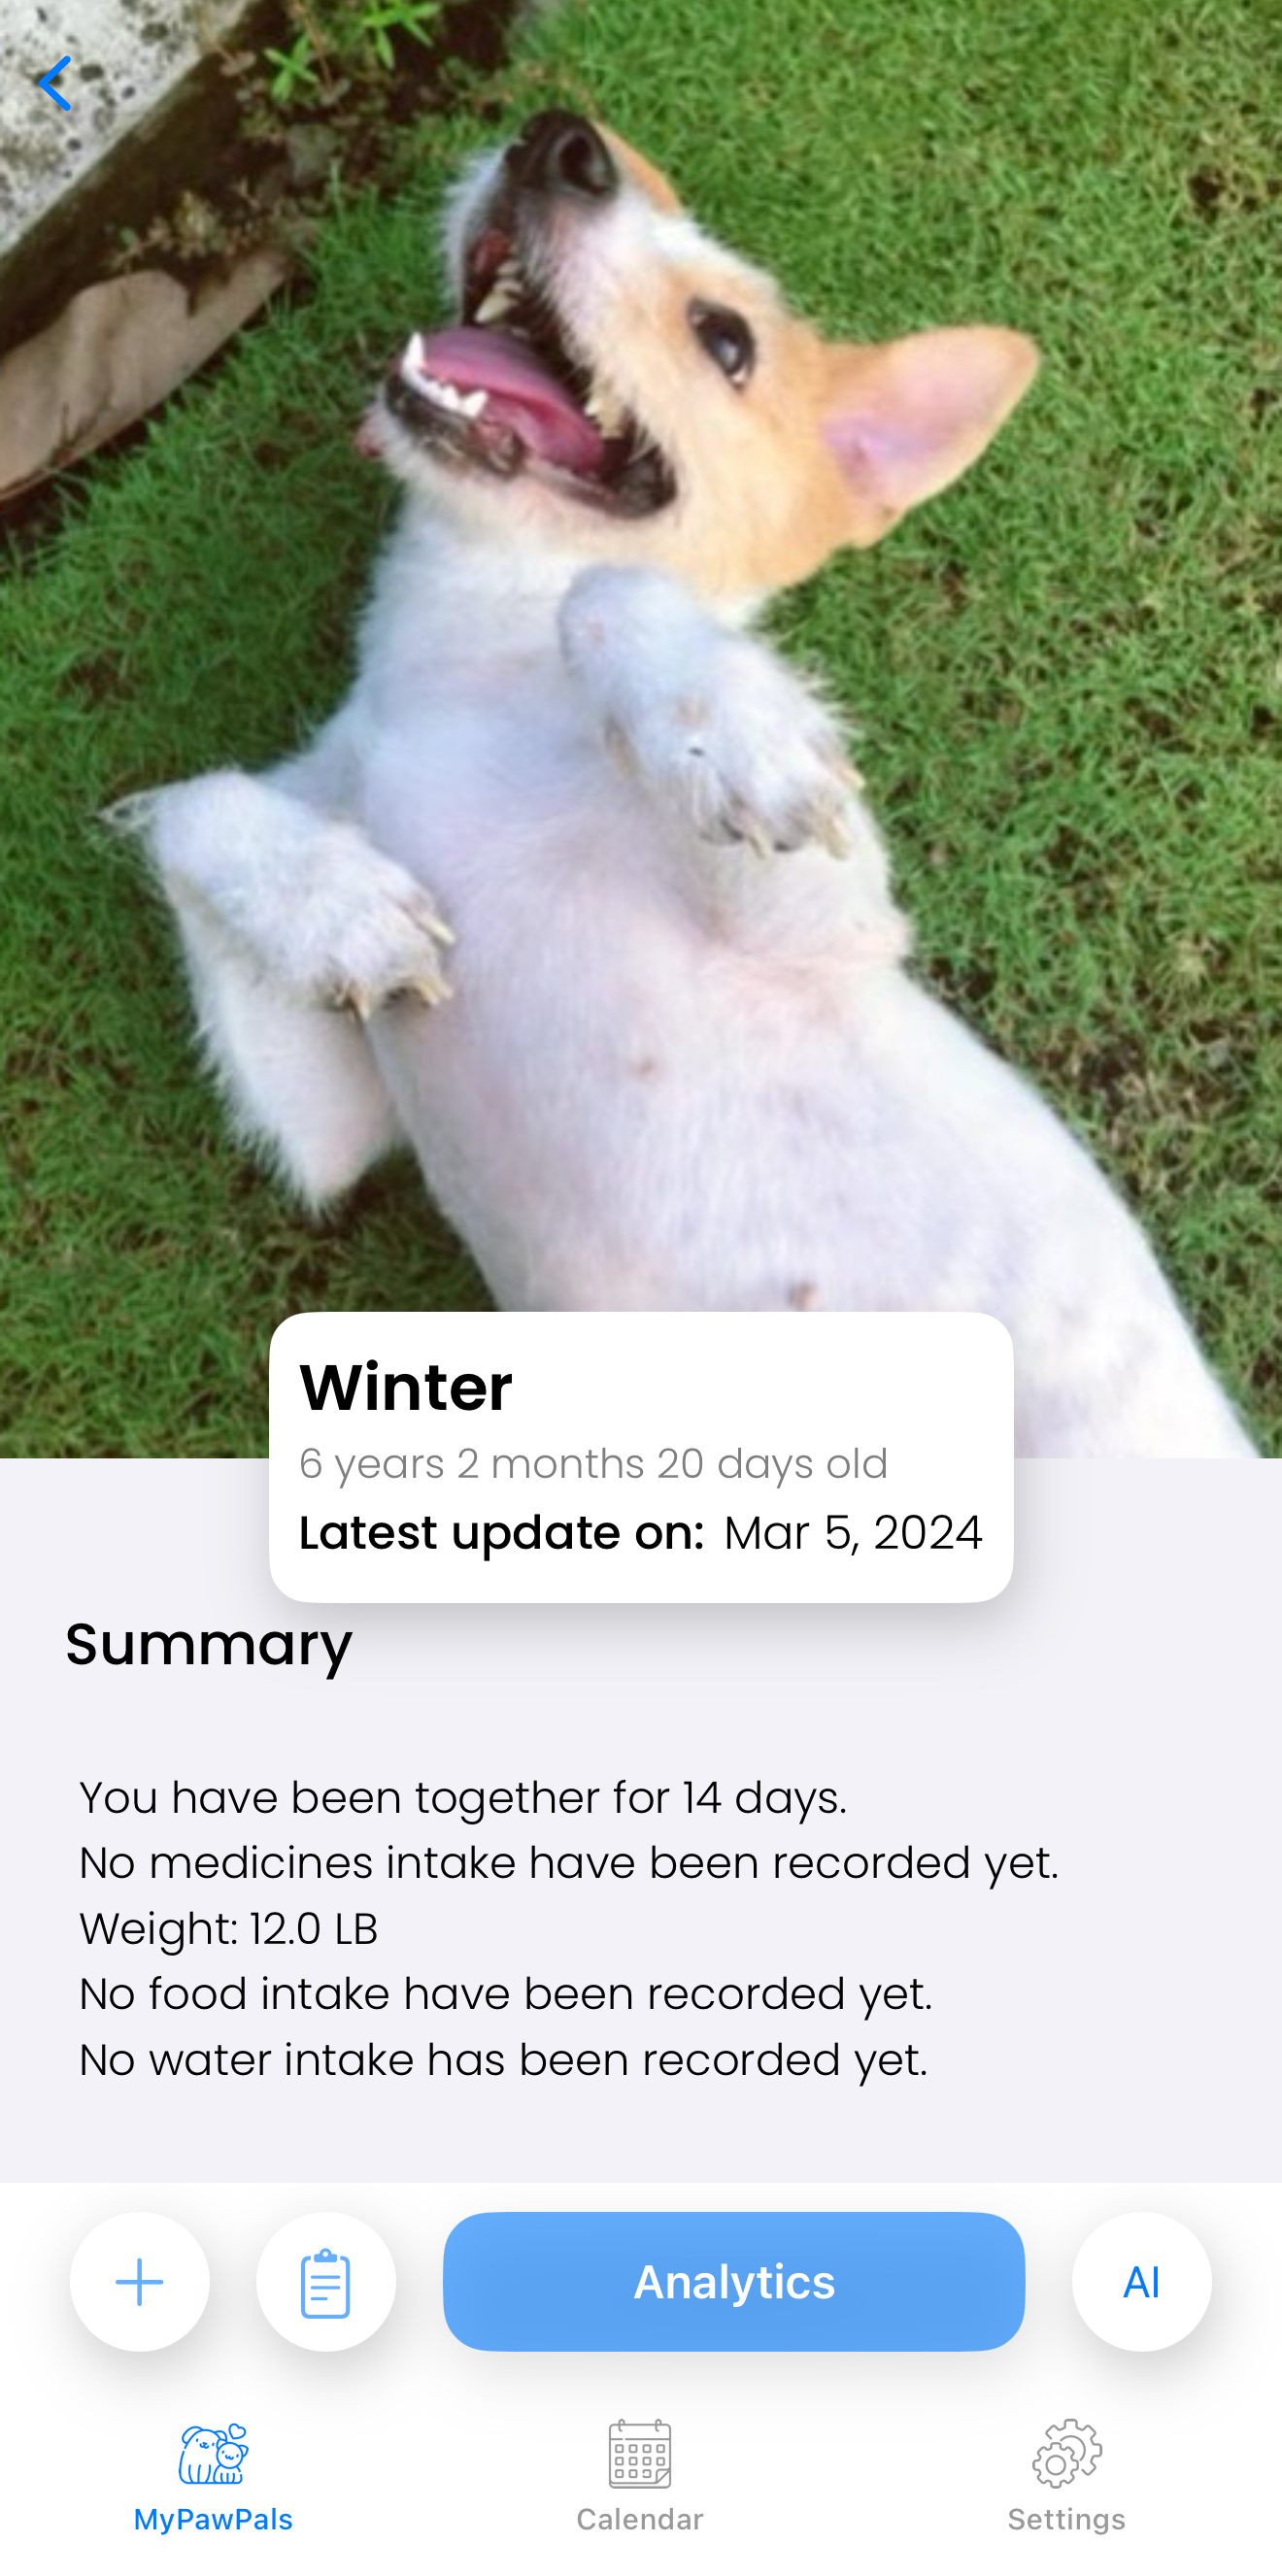 Winter
6 years 2 months 20 days old
Latest update on: Mar 5, 2024
Summary
You have been together for 14 days.
No medicines intake have been recorded yet.
Weight: 12.0 LB
No food intake have been recorded yet.
No water intake has been recorded yet.
Analytics
AI
MyPawPals
Calendar
Settings